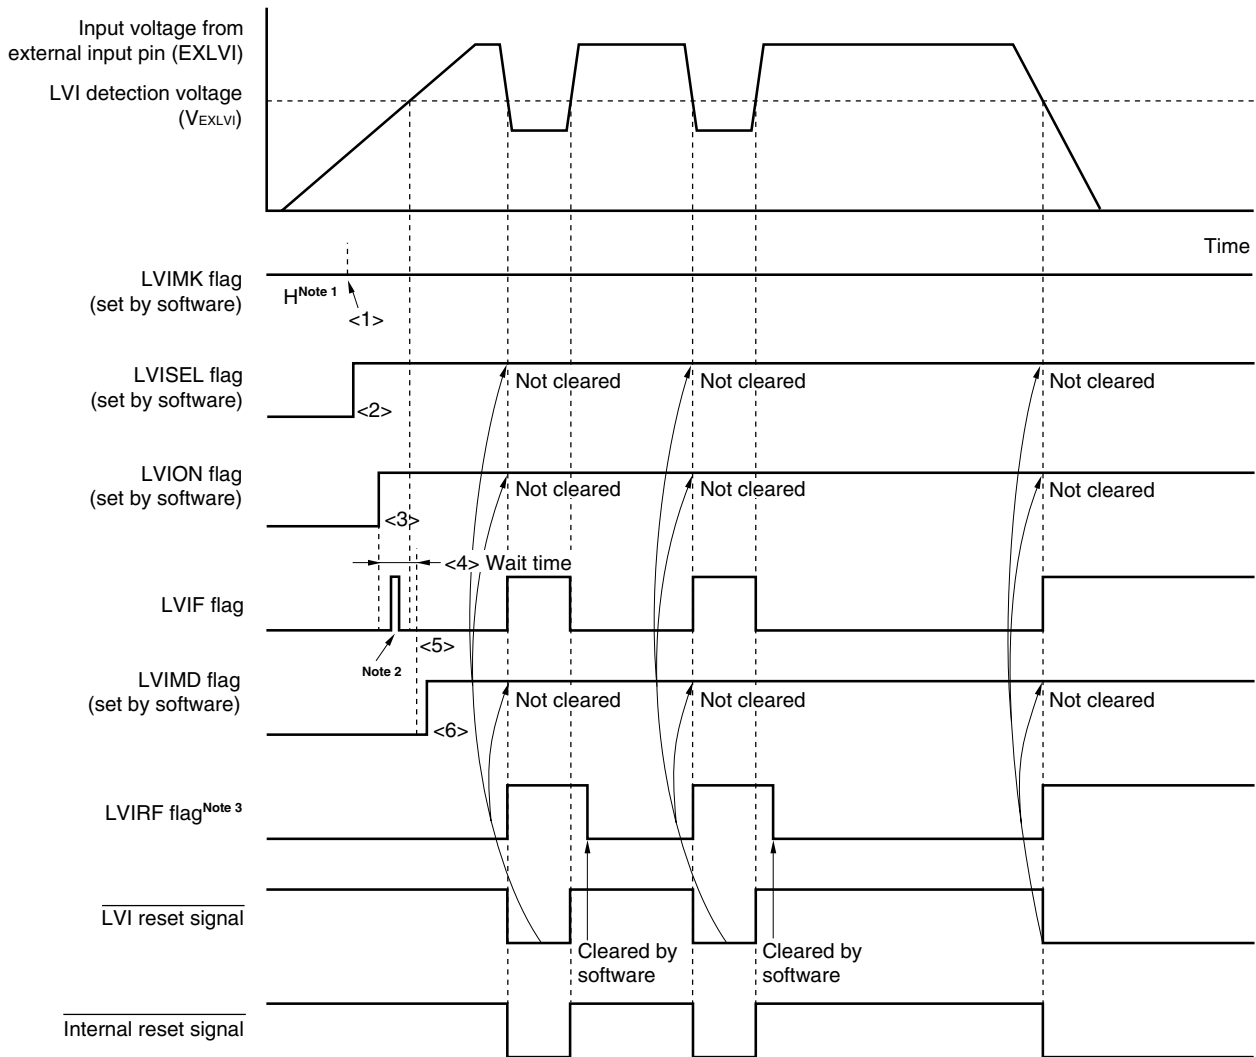 Input voltage from
external input pin (EXLVI)
LVI detection voltage
(VEXLVI)
Time
LVIMK flag
(set by software)
HNote 1
<1>
LVISEL flag
(set by software)
<2>
Not cleared
Not cleared
Not cleared
LVION flag
(set by software)
<3>
Not cleared
Not cleared
Not cleared
<4> Wait time
LVIF flag
Note 2
<5>
LVIMD flag
(set by software)
<6>
Not cleared
Not cleared
Not cleared
LVIRF flagNote 3
LVI reset signal
Cleared by
software
Cleared by
software
Internal reset signal